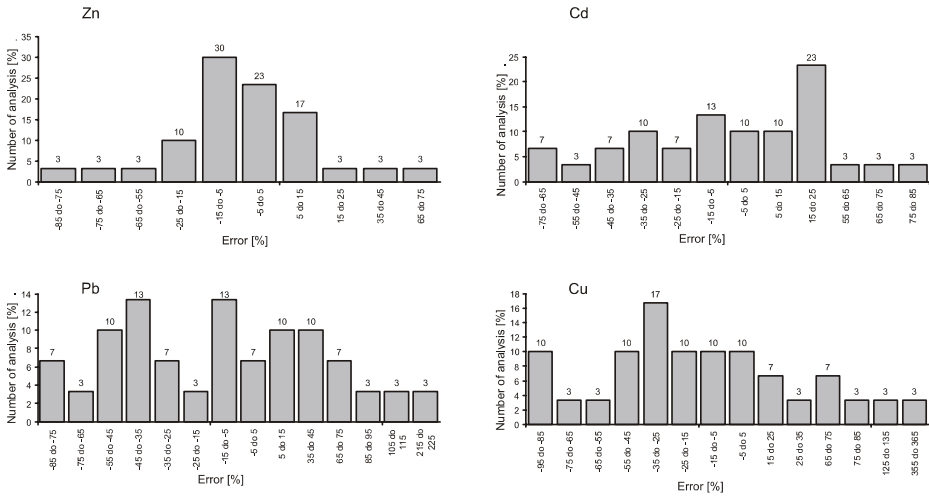 Zn
Number of analysis [%]
35
30
25
20
15
10
5
0
3 3 3 10 30 23 17 3 3 3
-85 do -75 -75 do -65 -65 do -55 -25 do -15 -15 do -5 -5 do 5 5 do 15 15 do 25 35 do 45 65 do 75
Error [%]
Cd
Number of analysis [%]
25
20
15
10
5
0
7 3 7 10 7 13 10 10 23 3 3 3
-75 do -65 -55 do -45 -45 do -35 -35 do -25 -25 do -15 -15 do -5 -5 do 5 5 do 15 15 do 25 55 do 65 65 do 75 75 do 85
Error [%]
Pb
Number of analysis [%]
14
12
10
8
6
4
2
0
7 3 10 13 7 3 13 7 10 10 7 3 3 3
-85 do -75 -75 do -65 -55 do -45 -45 do -35 -35 do -25 -25 do -15 -15 do -5 -5 do 5 5 do 15 35 do 45 65 do 75 85 do 95 105 do 115 215 do 225
Error [%]
Cu
Number of analysis [%]
18
16
14
12
10
8
6
4
2
0
10 3 3 10 17 10 10 10 7 3 7 3 3 3
-95 do -85 -75 do -65 -65 do -55 -55 do -45 -35 do -25 -25 do -15 -15 do -5 -5 do 5 15 do 25 25 do 35 65 do 75 75 do 85 125 do 135 355 do 365
Error [%]